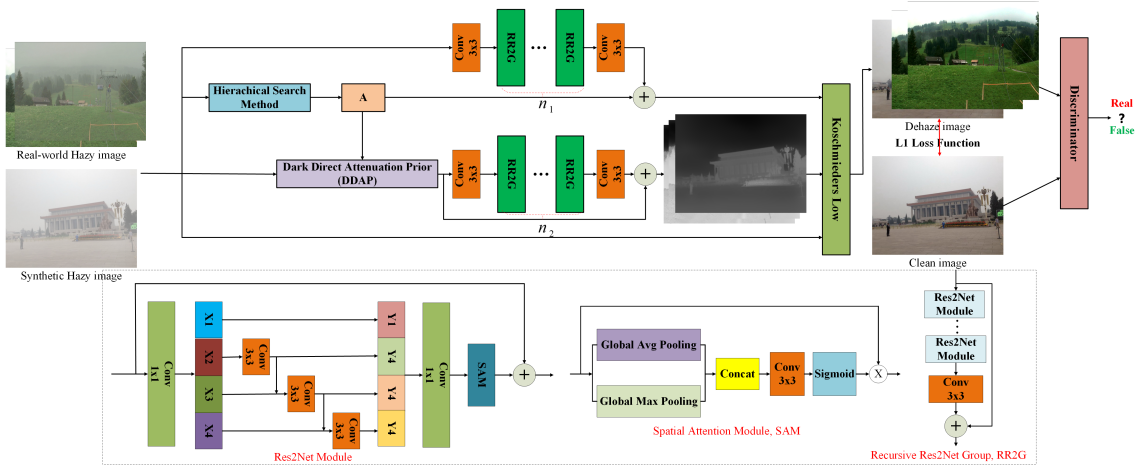 Real-world Hazy image
Synthetic Hazy image
Hierachical Search
Method
A
Dark Direct Attenuation Prior
(DDAP)
Conv
3x3
RR2G
...
RR2G
Conv
3x3
+
n1
Conv
3x3
RR2G
...
RR2G
Conv
3x3
+
n2
Koschmieders Low
Dehaze image
L1 Loss Function
Clean image
Discriminator
Real
?
False
Conv
1x1
X1
X2
X3
X4
Conv
3x3
Conv
3x3
Conv
3x3
Y1
Y4
Y4
Y4
Conv
1x1
SAM
+
Res2Net Module
Global Avg Pooling
Global Max Pooling
Concat
Conv
3x3
Sigmoid
X
Spatial Attention Module, SAM
Res2Net
Module
Res2Net
Module
Conv
3x3
+
Recursive Res2Net Group, RR2G